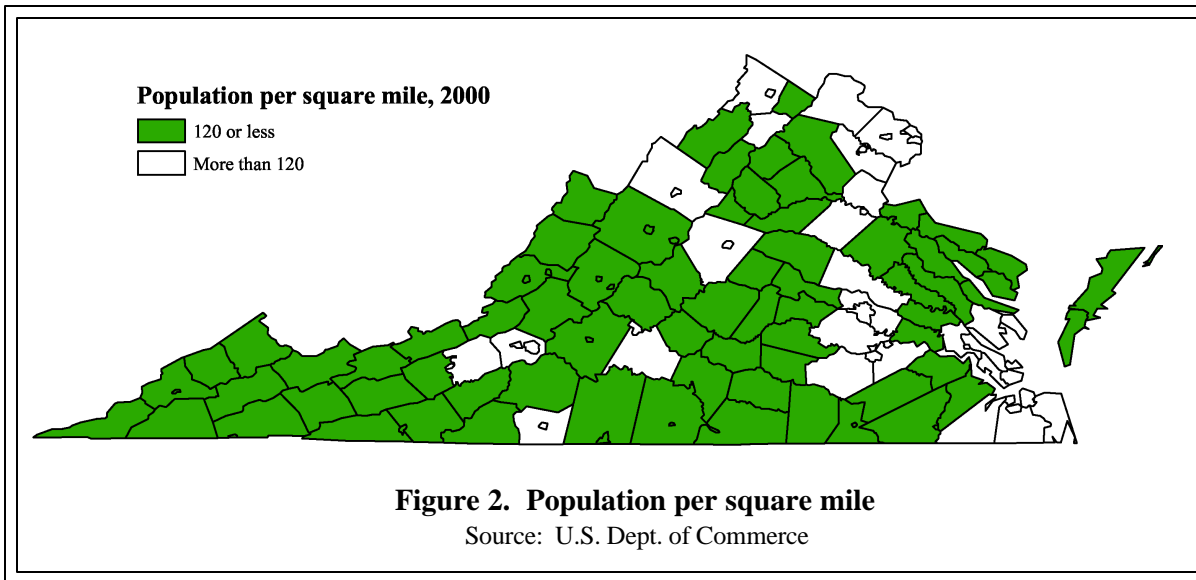 Population per square mile, 2000
120 or less
More than 120
Figure 2. Population per square mile
Source: U.S. Dept. of Commerce